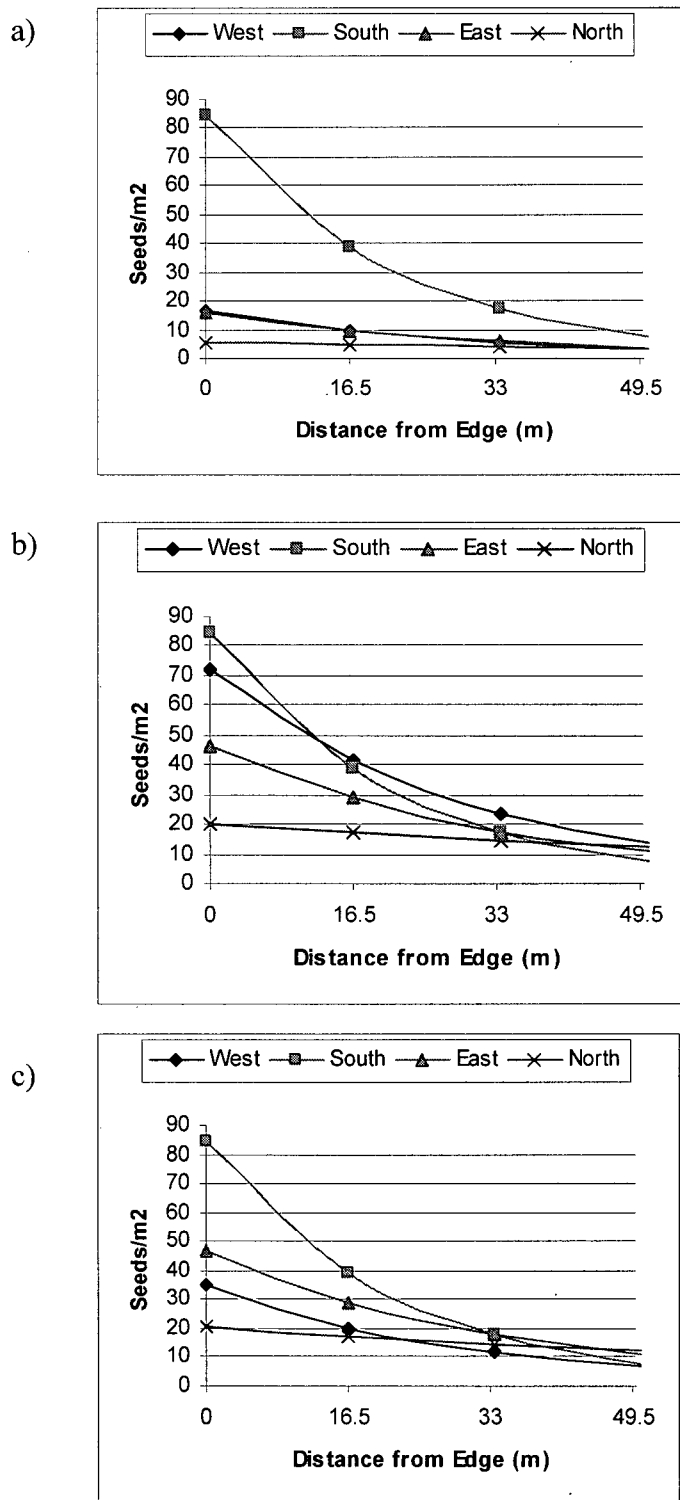 a)
West South East North
90
80
70
60
50
40
30
20
10
0
Seeds/m2
0 .16.5 33 49.5
Distance from Edge (m)
b)
West South East North
90
80
70
60
50
40
30
20
10
0
Seeds/m2
0 16.5 33 49.5
Distance from Edge (m)
c)
West South East North
90
80
70
60
50
40
30
20
10
0
Seeds/m2
0 16.5 33 49.5
Distance from Edge (m)